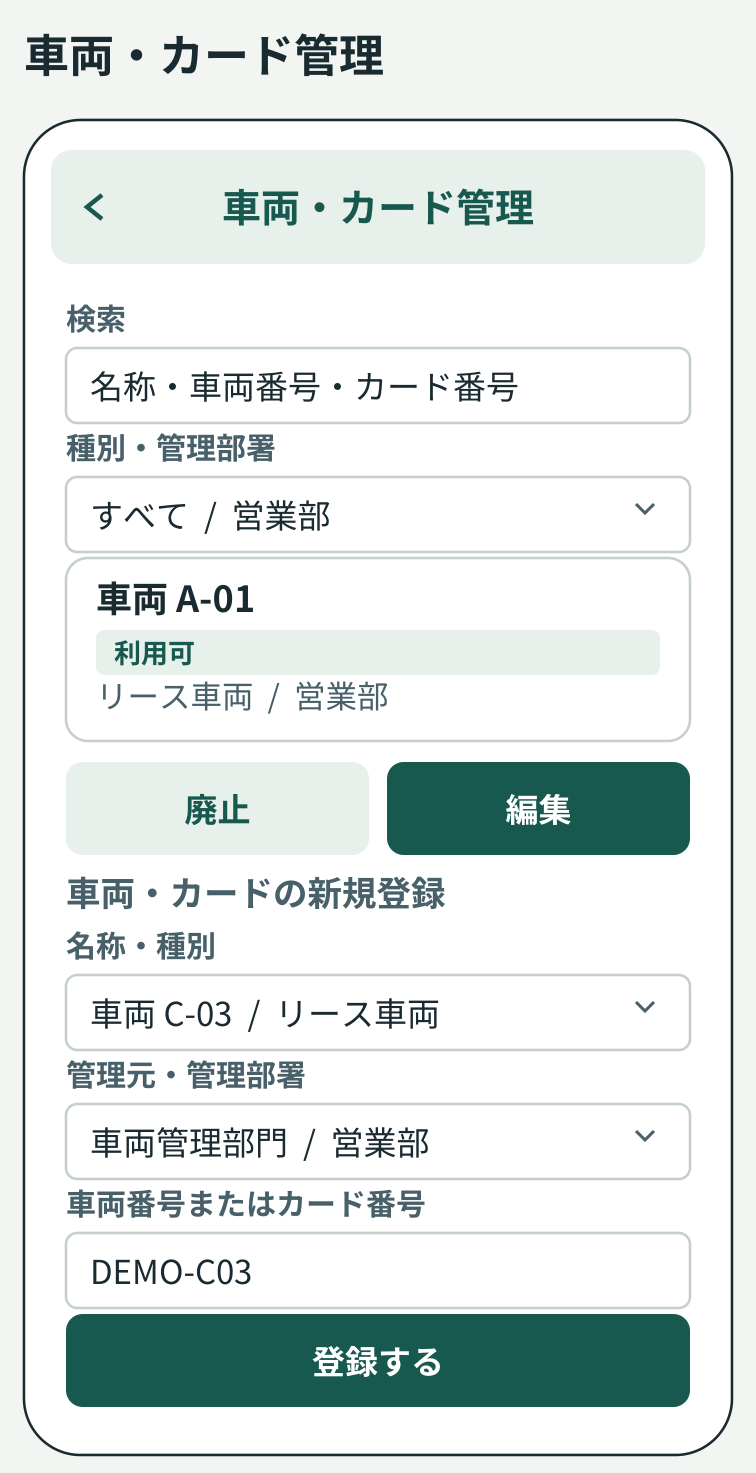 車両・カード管理
車両・カード管理
検索
名称・車両番号・カード番号
種別・管理部署
すべて / 営業部
車両 A-01
利用可
リース車両 / 営業部
廃止
編集
車両・カードの新規登録
名称・種別
車両 C-03 / リース車両
管理元・管理部署
車両管理部門 / 営業部
車両番号またはカード番号
DEMO-C03
登録する